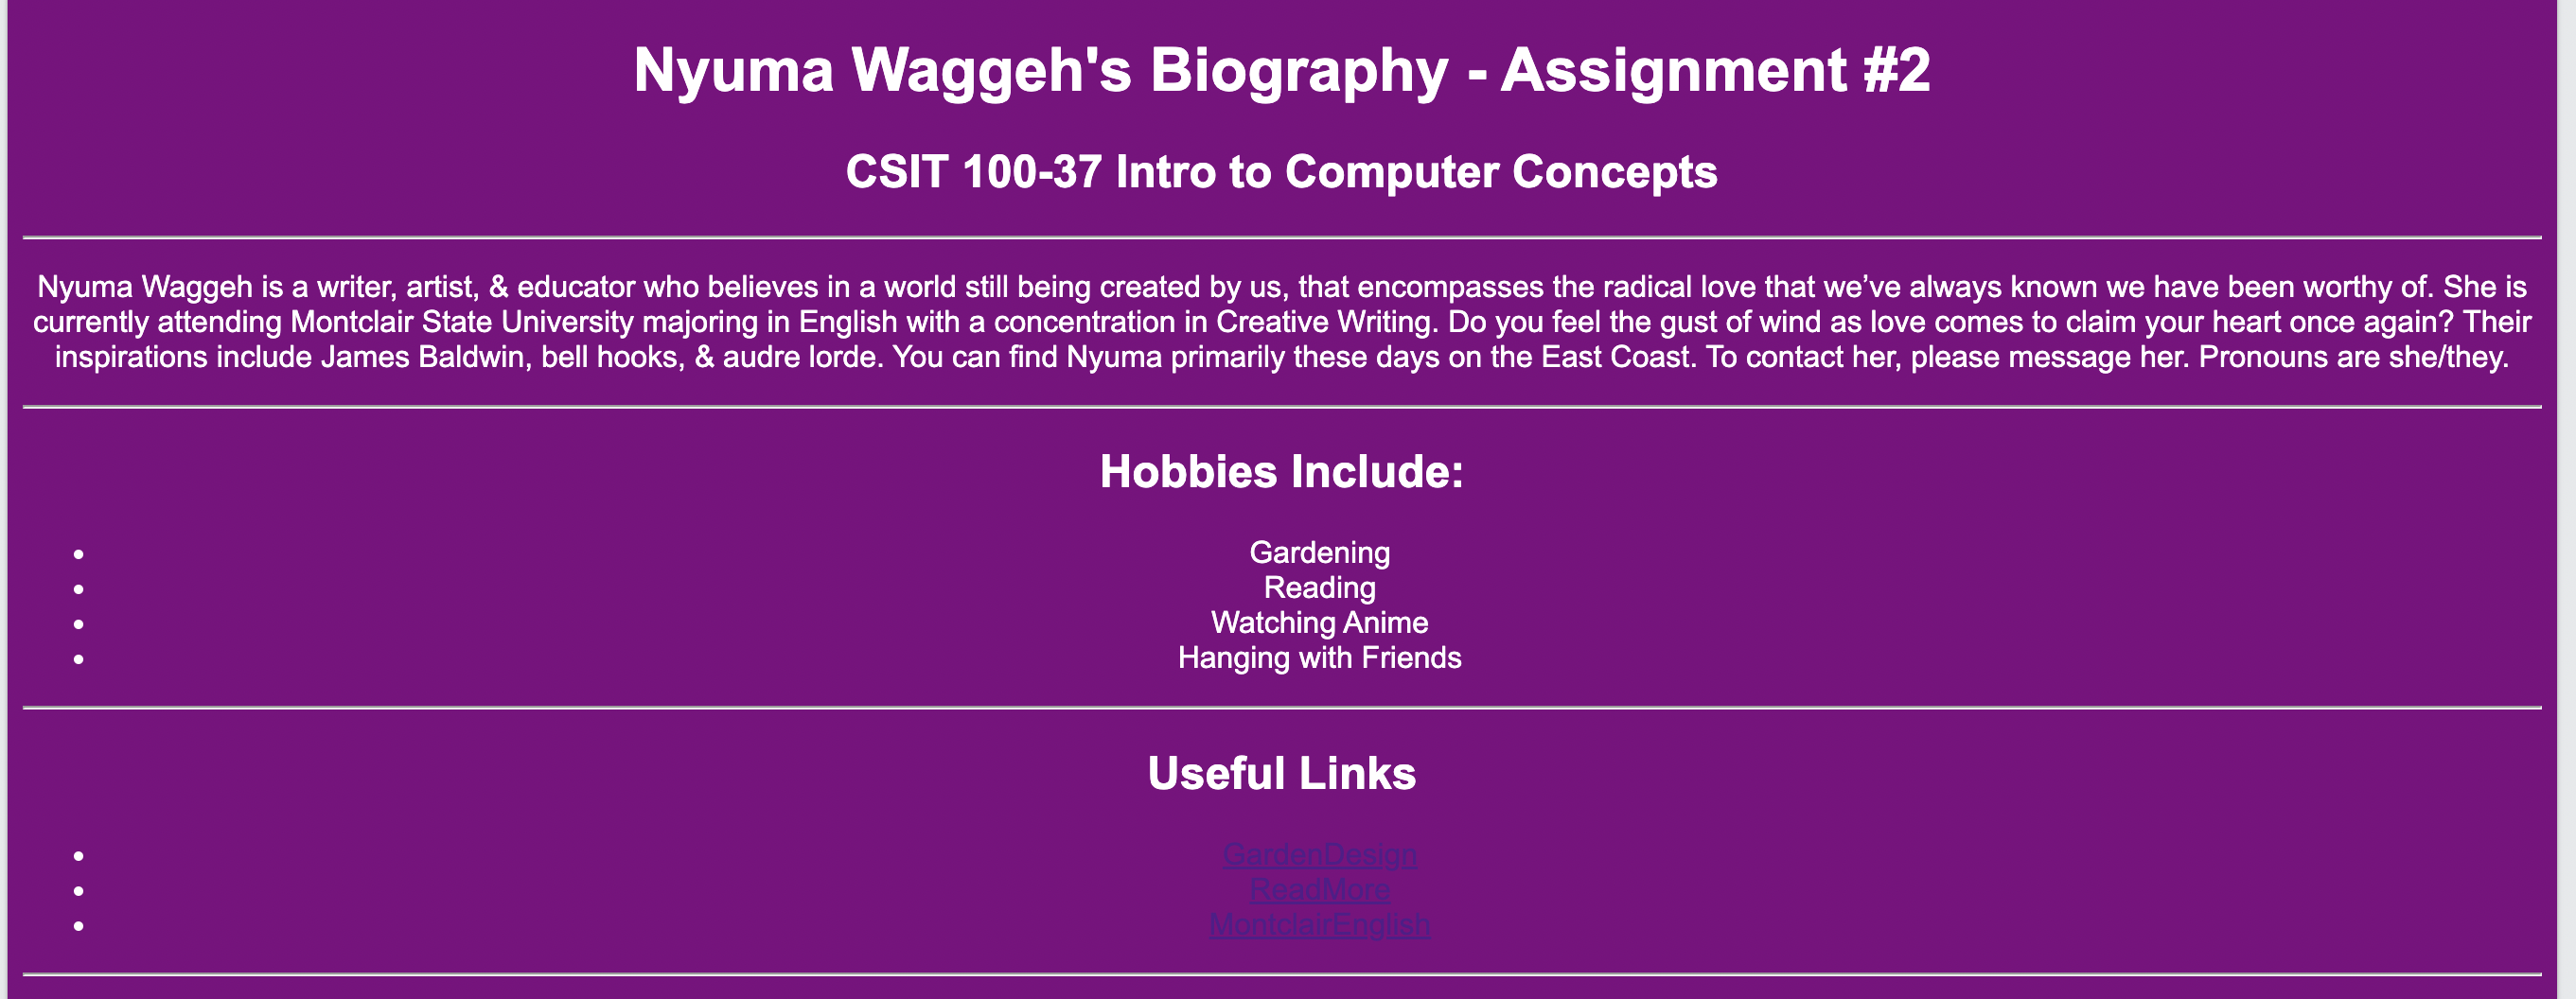 Nyuma Waggeh's Biography - Assignment #2
CSIT 100-37 Intro to Computer Concepts
Nyuma Waggeh is a writer, artist, & educator who believes in a world still being created by us, that encompasses the radical love that we’ve always known we have been worthy of. She is
currently attending Montclair State University majoring in English with a concentration in Creative Writing. Do you feel the gust of wind as love comes to claim your heart once again? Their
inspirations include James Baldwin, bell hooks, & audre lorde. You can find Nyuma primarily these days on the East Coast. To contact her, please message her. Pronouns are she/they.
Hobbies Include:
• Gardening
• Reading
• Watching Anime
• Hanging with Friends
Useful Links
• GardenDesign
• ReadMore
• MontclairEnglish